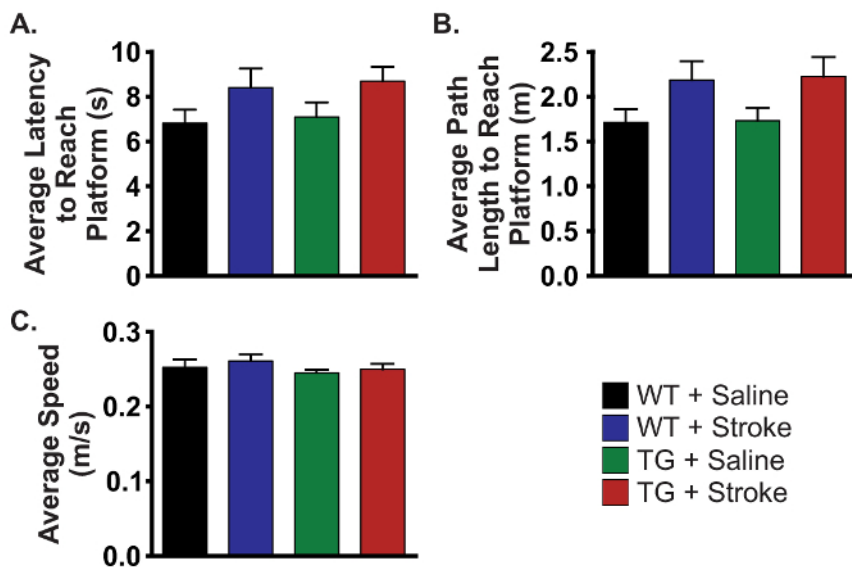 A.
Average Latency
to Reach
Platform (s)
10
8
6
4
2
0
B.
Average Path
Length to Reach
Platform (m)
2.5
2.0
1.5
1.0
0.5
0.0
C.
Average Speed
(m/s)
0.3
0.2
0.1
0.0
WT + Saline
WT + Stroke
TG + Saline
TG + Stroke